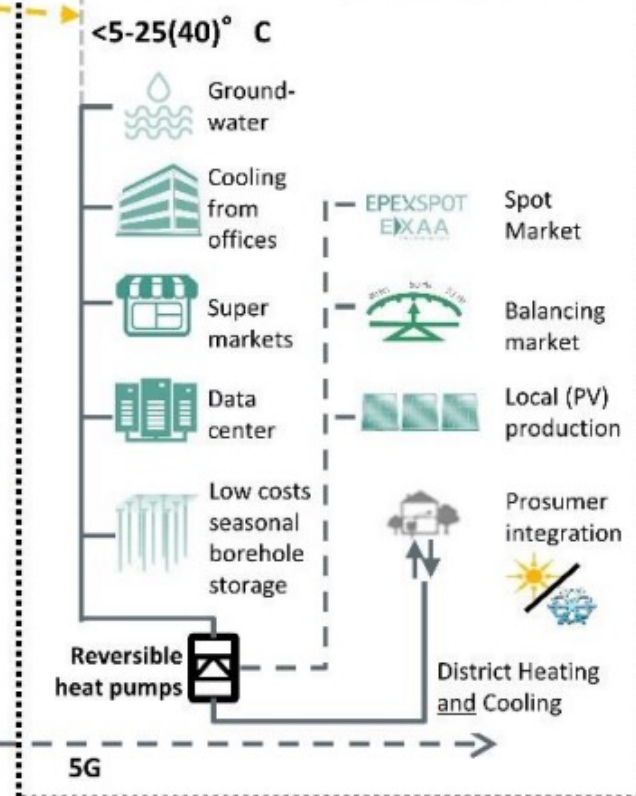 <5-25(40)° C
Ground-
water
Cooling
from
offices
Super
markets
Data
center
Low costs
seasonal
borehole
storage
EPEXSPOT
EXAA
Spot
Market
Balancing
market
Local (PV)
production
Prosumer
integration
Reversible
heat pumps
District Heating
and Cooling
5G